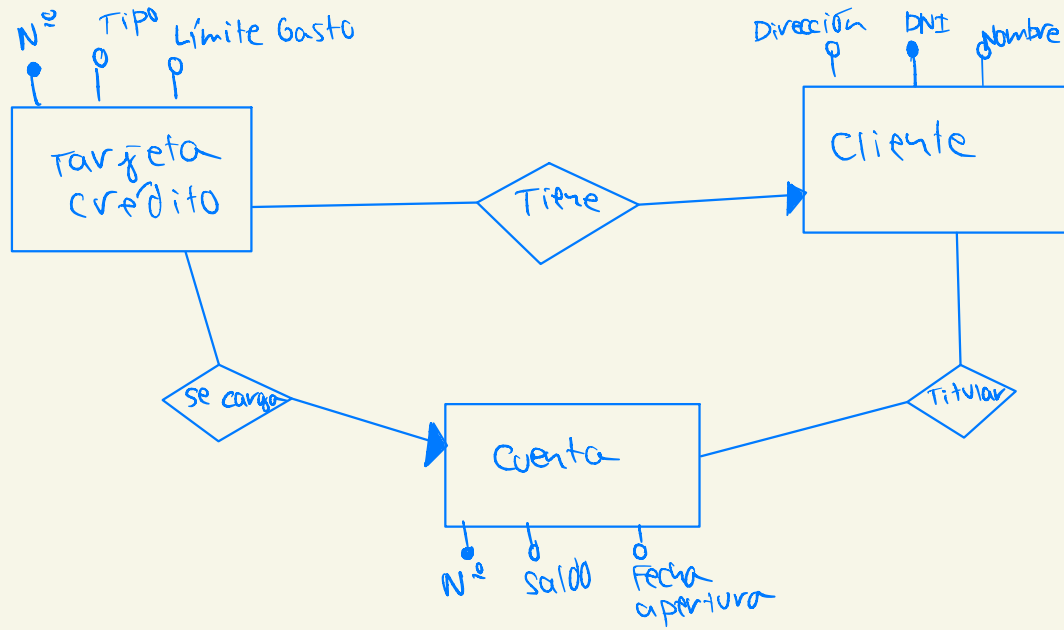 Nº
Tipo
Límite Gasto
Dirección
DNI
Nombre
Tarjeta
Crédito
Tiene
Cliente
se carga
Titular
Cuenta
Nº
Saldo
Fecha
apertura